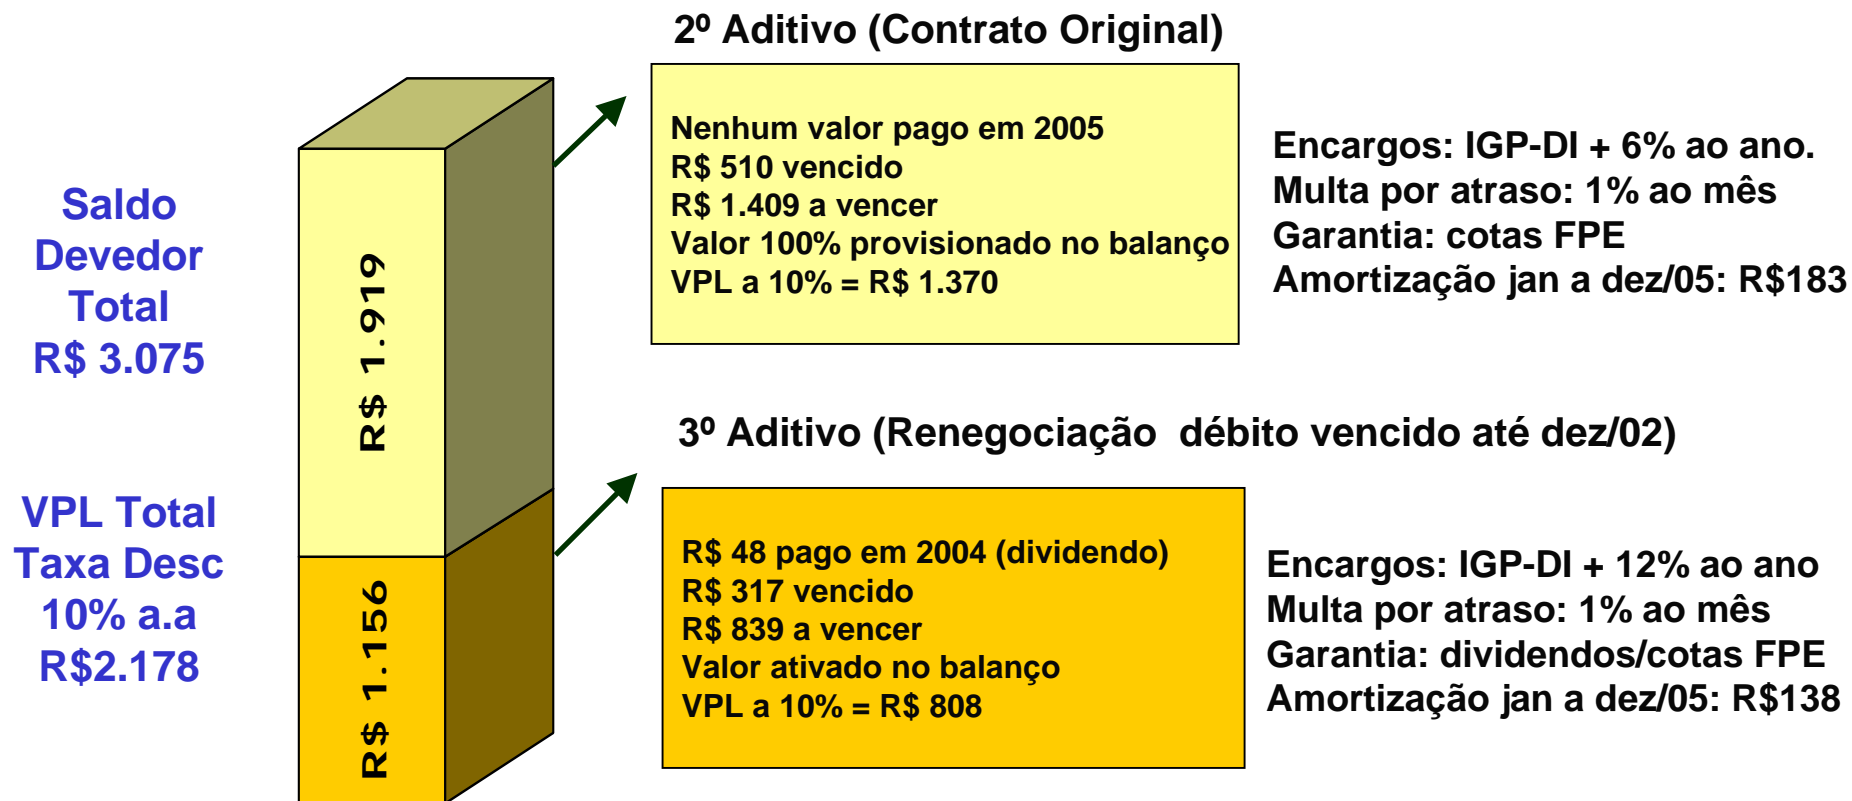 2º Aditivo (Contrato Original)
Saldo
Devedor
Total
R$ 3.075
VPL Total
Taxa Desc
10% a.a
R$2.178
R$ 1.919
R$ 1.156
Nenhum valor pago em 2005
R$ 510 vencido
R$ 1.409 a vencer
Valor 100% provisionado no balanço
VPL a 10% = R$ 1.370
Encargos: IGP-DI + 6% ao ano.
Multa por atraso: 1% ao mês
Garantia: cotas FPE
Amortização jan a dez/05: R$183
3º Aditivo (Renegociação débito vencido até dez/02)
R$ 48 pago em 2004 (dividendo)
R$ 317 vencido
R$ 839 a vencer
Valor ativado no balanço
VPL a 10% = R$ 808
Encargos: IGP-DI + 12% ao ano
Multa por atraso: 1% ao mês
Garantia: dividendos/cotas FPE
Amortização jan a dez/05: R$138